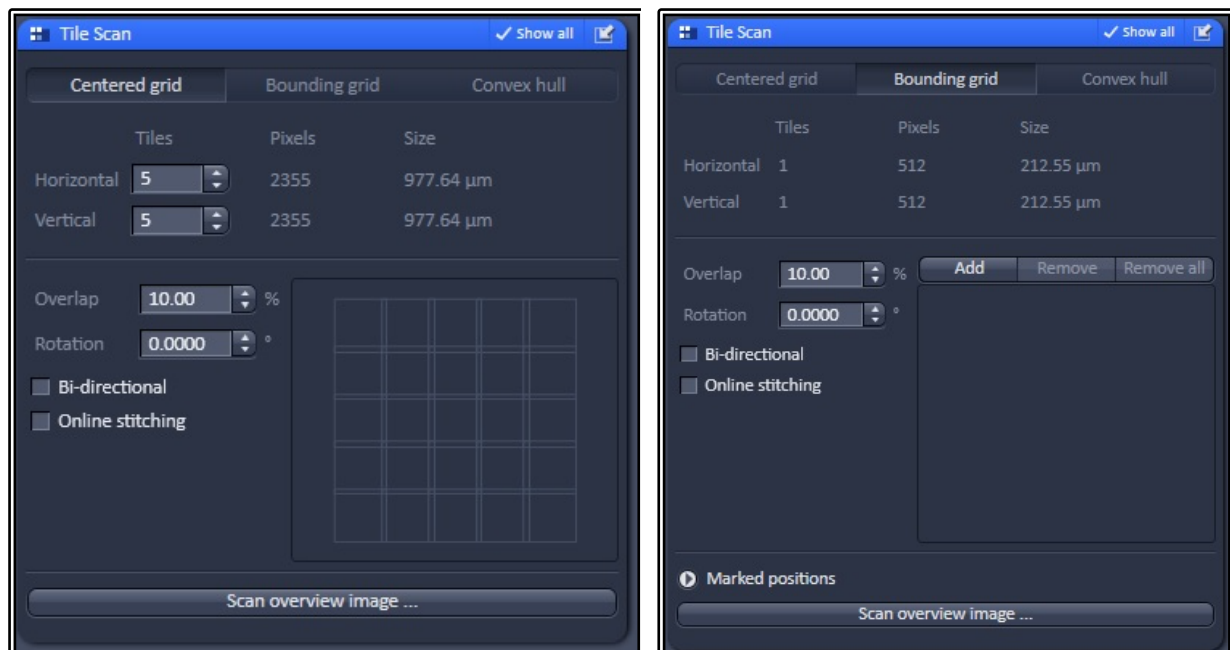 Tile Scan Show all
Centered grid Bounding grid Convex hull
Tiles Pixels Size
Horizontal 5 2355 977.64 µm
Vertical 5 2355 977.64 µm
Overlap 10.00 %
Rotation 0.0000 °
Bi-directional
Online stitching
Scan overview image ...
Tile Scan Show all
Centered grid Bounding grid Convex hull
Tiles Pixels Size
Horizontal 1 512 212.55 µm
Vertical 1 512 212.55 µm
Overlap 10.00 % Add Remove Remove all
Rotation 0.0000 °
Bi-directional
Online stitching
Marked positions
Scan overview image ...